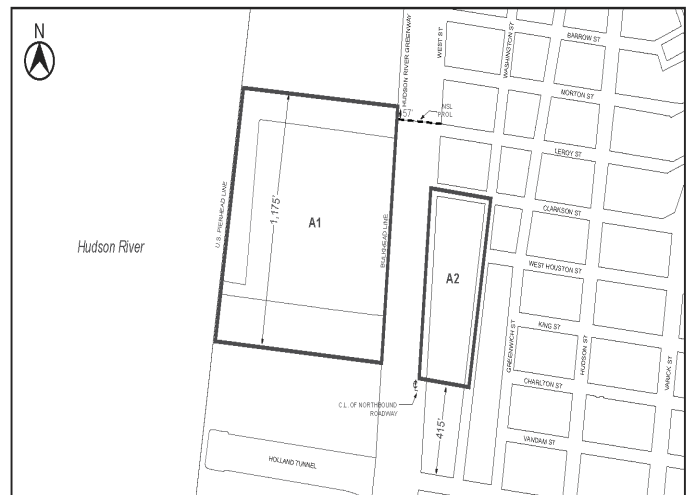 N
HUDSON RIVER GREENWAY
WEST ST
WASHINGTON ST
BARROW ST
MORTON ST
57'
NSL
PROL
LEROY ST
U.S. PIERHEAD LINE
1,175'
A1
BULKHEAD LINE
Hudson River
CLARKSON ST
WEST HOUSTON ST
A2
KING ST
GREENWICH ST
HUDSON ST
VARICK ST
CHARLTON ST
C.L. OF NORTHBOUND
ROADWAY
415'
VANDAM ST
HOLLAND TUNNEL